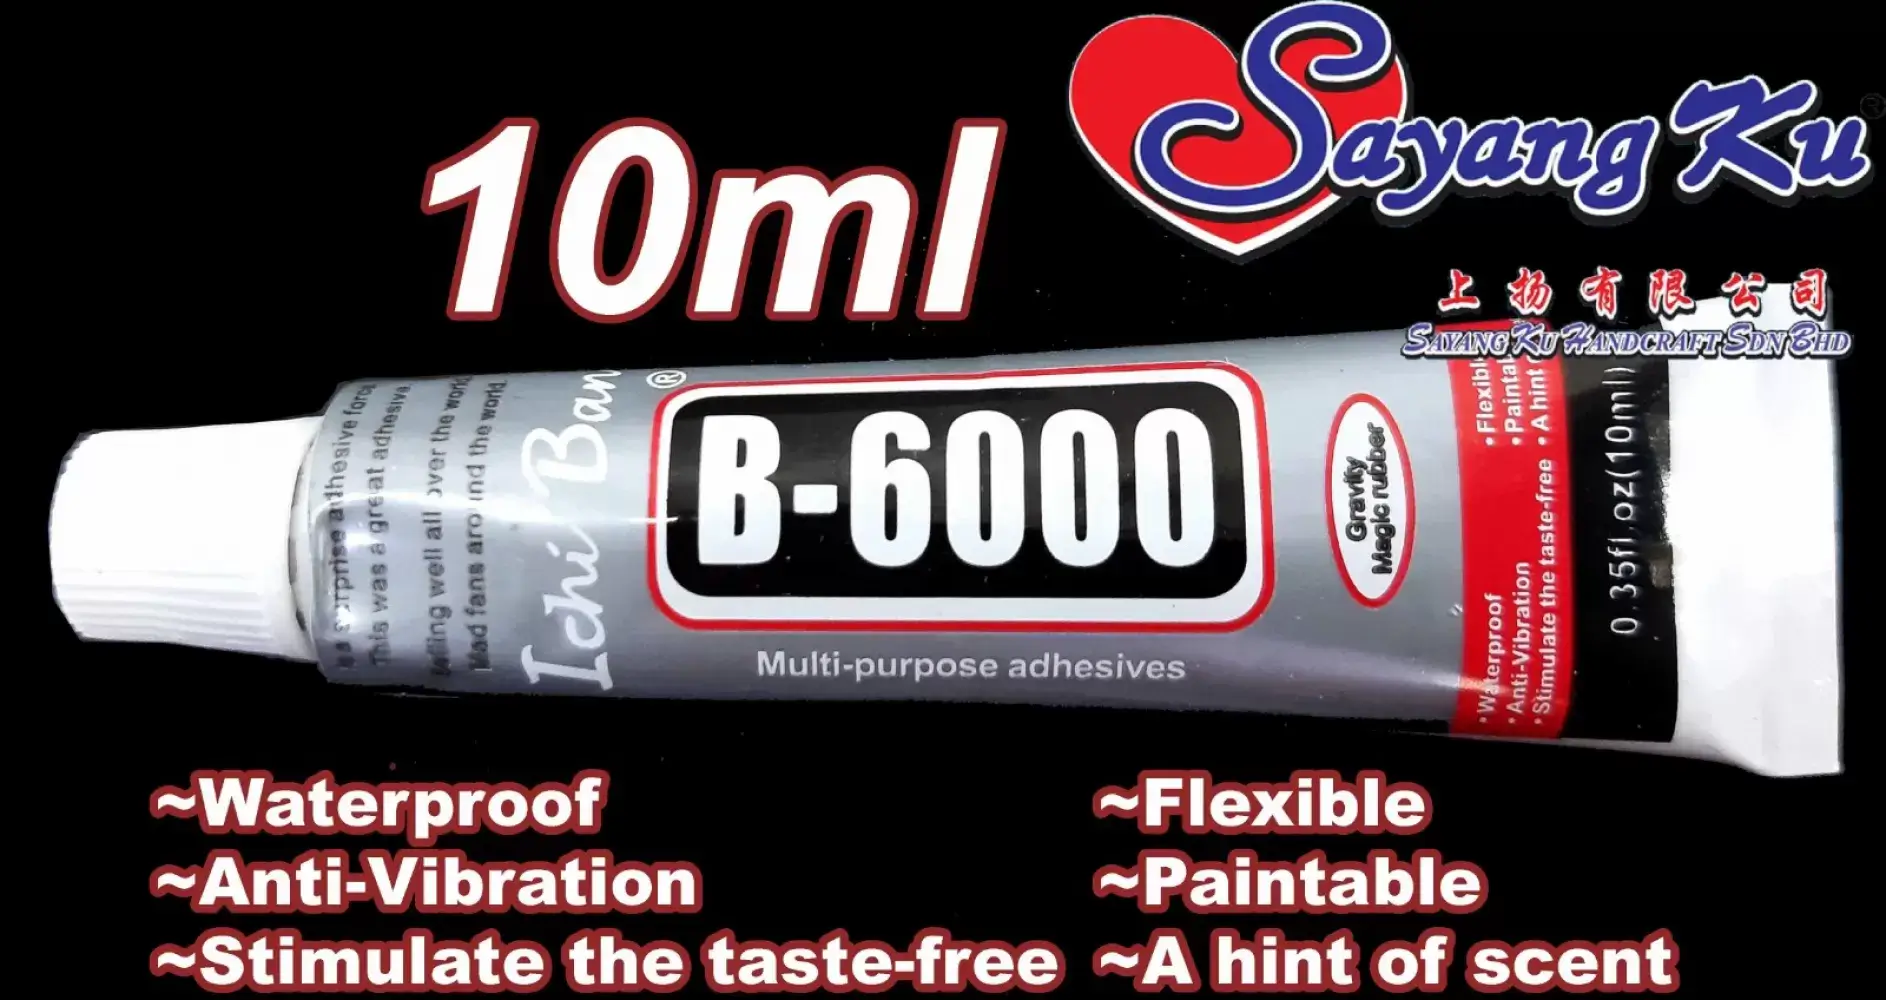 10ml
Sayang Ku ®
上扬有限公司
SAYANG KU HANDCRAFT SDN BHD
This was a great adhesive.
selling well all over the world
Mad fans around the world.
Ichi Ban ®
B-6000
Multi-purpose adhesives
Gravity
Magic rubber
•Waterproof •Flexible
•Anti-Vibration •Paintab
•Stimulate the taste-free •A hint
0.35fl.oz(10ml)
~Waterproof
~Anti-Vibration
~Stimulate the taste-free
~Flexible
~Paintable
~A hint of scent